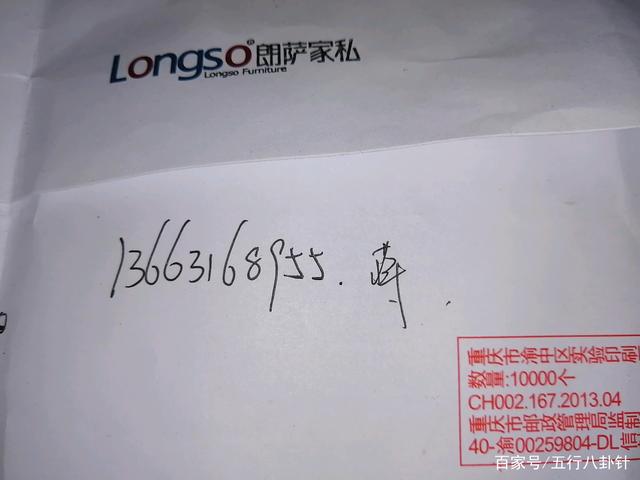 Longso®朗萨家私
Longso Furniture
13663168955.
重庆市渝中区实验印刷
数量:10000个
CH002.167.2013.04
重庆市邮政管理局监制
40-渝00259804-DL信
百家号/五行八卦针